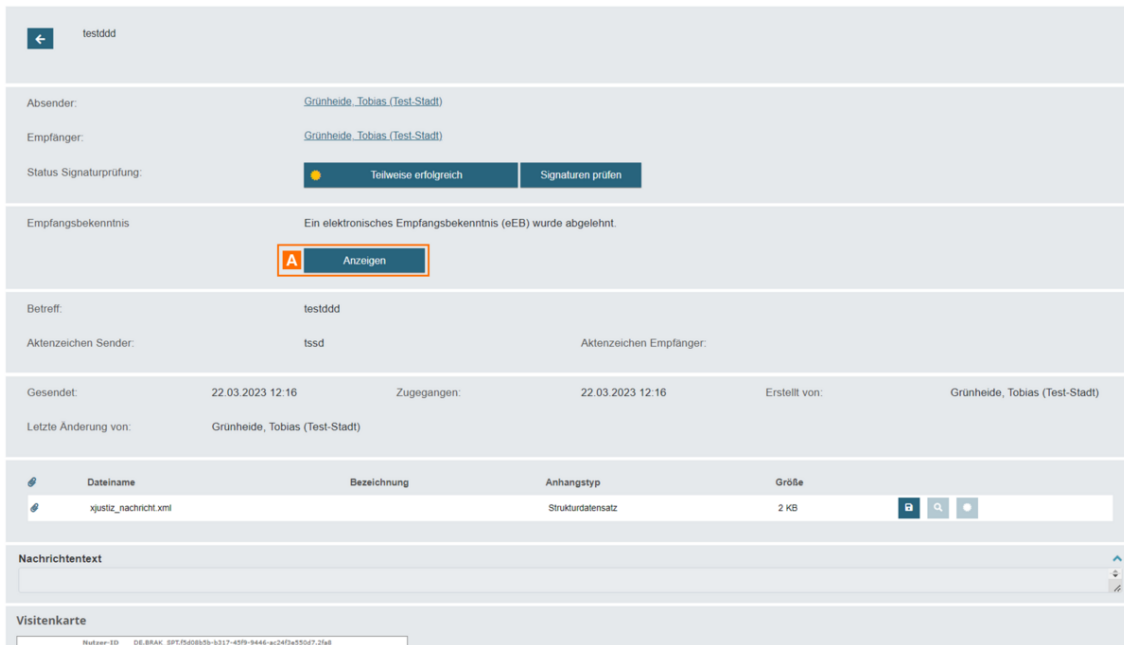 testddd
Absender: Grünheide, Tobias (Test-Stadt)
Empfänger: Grünheide, Tobias (Test-Stadt)
Status Signaturprüfung: Teilweise erfolgreich Signaturen prüfen
Empfangsbekenntnis Ein elektronisches Empfangsbekenntnis (eEB) wurde abgelehnt.
A Anzeigen
Betreff: testddd
Aktenzeichen Sender: tssd Aktenzeichen Empfänger:
Gesendet: 22.03.2023 12:16 Zugegangen: 22.03.2023 12:16 Erstellt von: Grünheide, Tobias (Test-Stadt)
Letzte Änderung von: Grünheide, Tobias (Test-Stadt)
Dateiname Bezeichnung Anhangstyp Größe
xjustiz_nachricht.xml Strukturdatensatz 2 KB
Nachrichtentext
Visitenkarte
Nutzer-ID